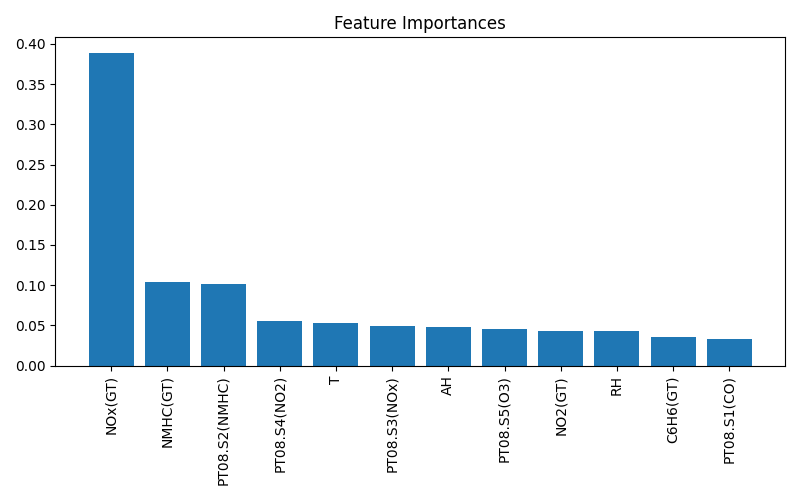 Feature Importances
0.40
0.35
0.30
0.25
0.20
0.15
0.10
0.05
0.00
NOx(GT)
NMHC(GT)
PT08.S2(NMHC)
PT08.S4(NO2)
T
PT08.S3(NOx)
AH
PT08.S5(O3)
NO2(GT)
RH
C6H6(GT)
PT08.S1(CO)